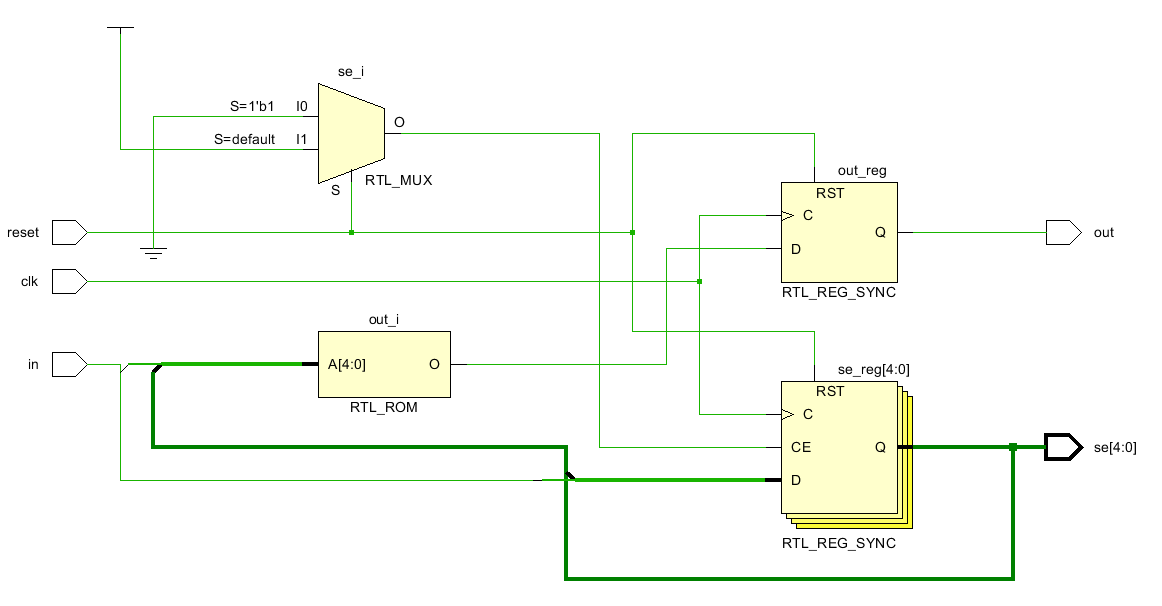 se_i
S=1'b1 I0
S=default I1
O
S
RTL_MUX
reset
clk
in
out_i
A[4:0] O
RTL_ROM
out_reg
RST
C
Q
D
RTL_REG_SYNC
out
se_reg[4:0]
RST
C
CE
Q
D
RTL_REG_SYNC
se[4:0]